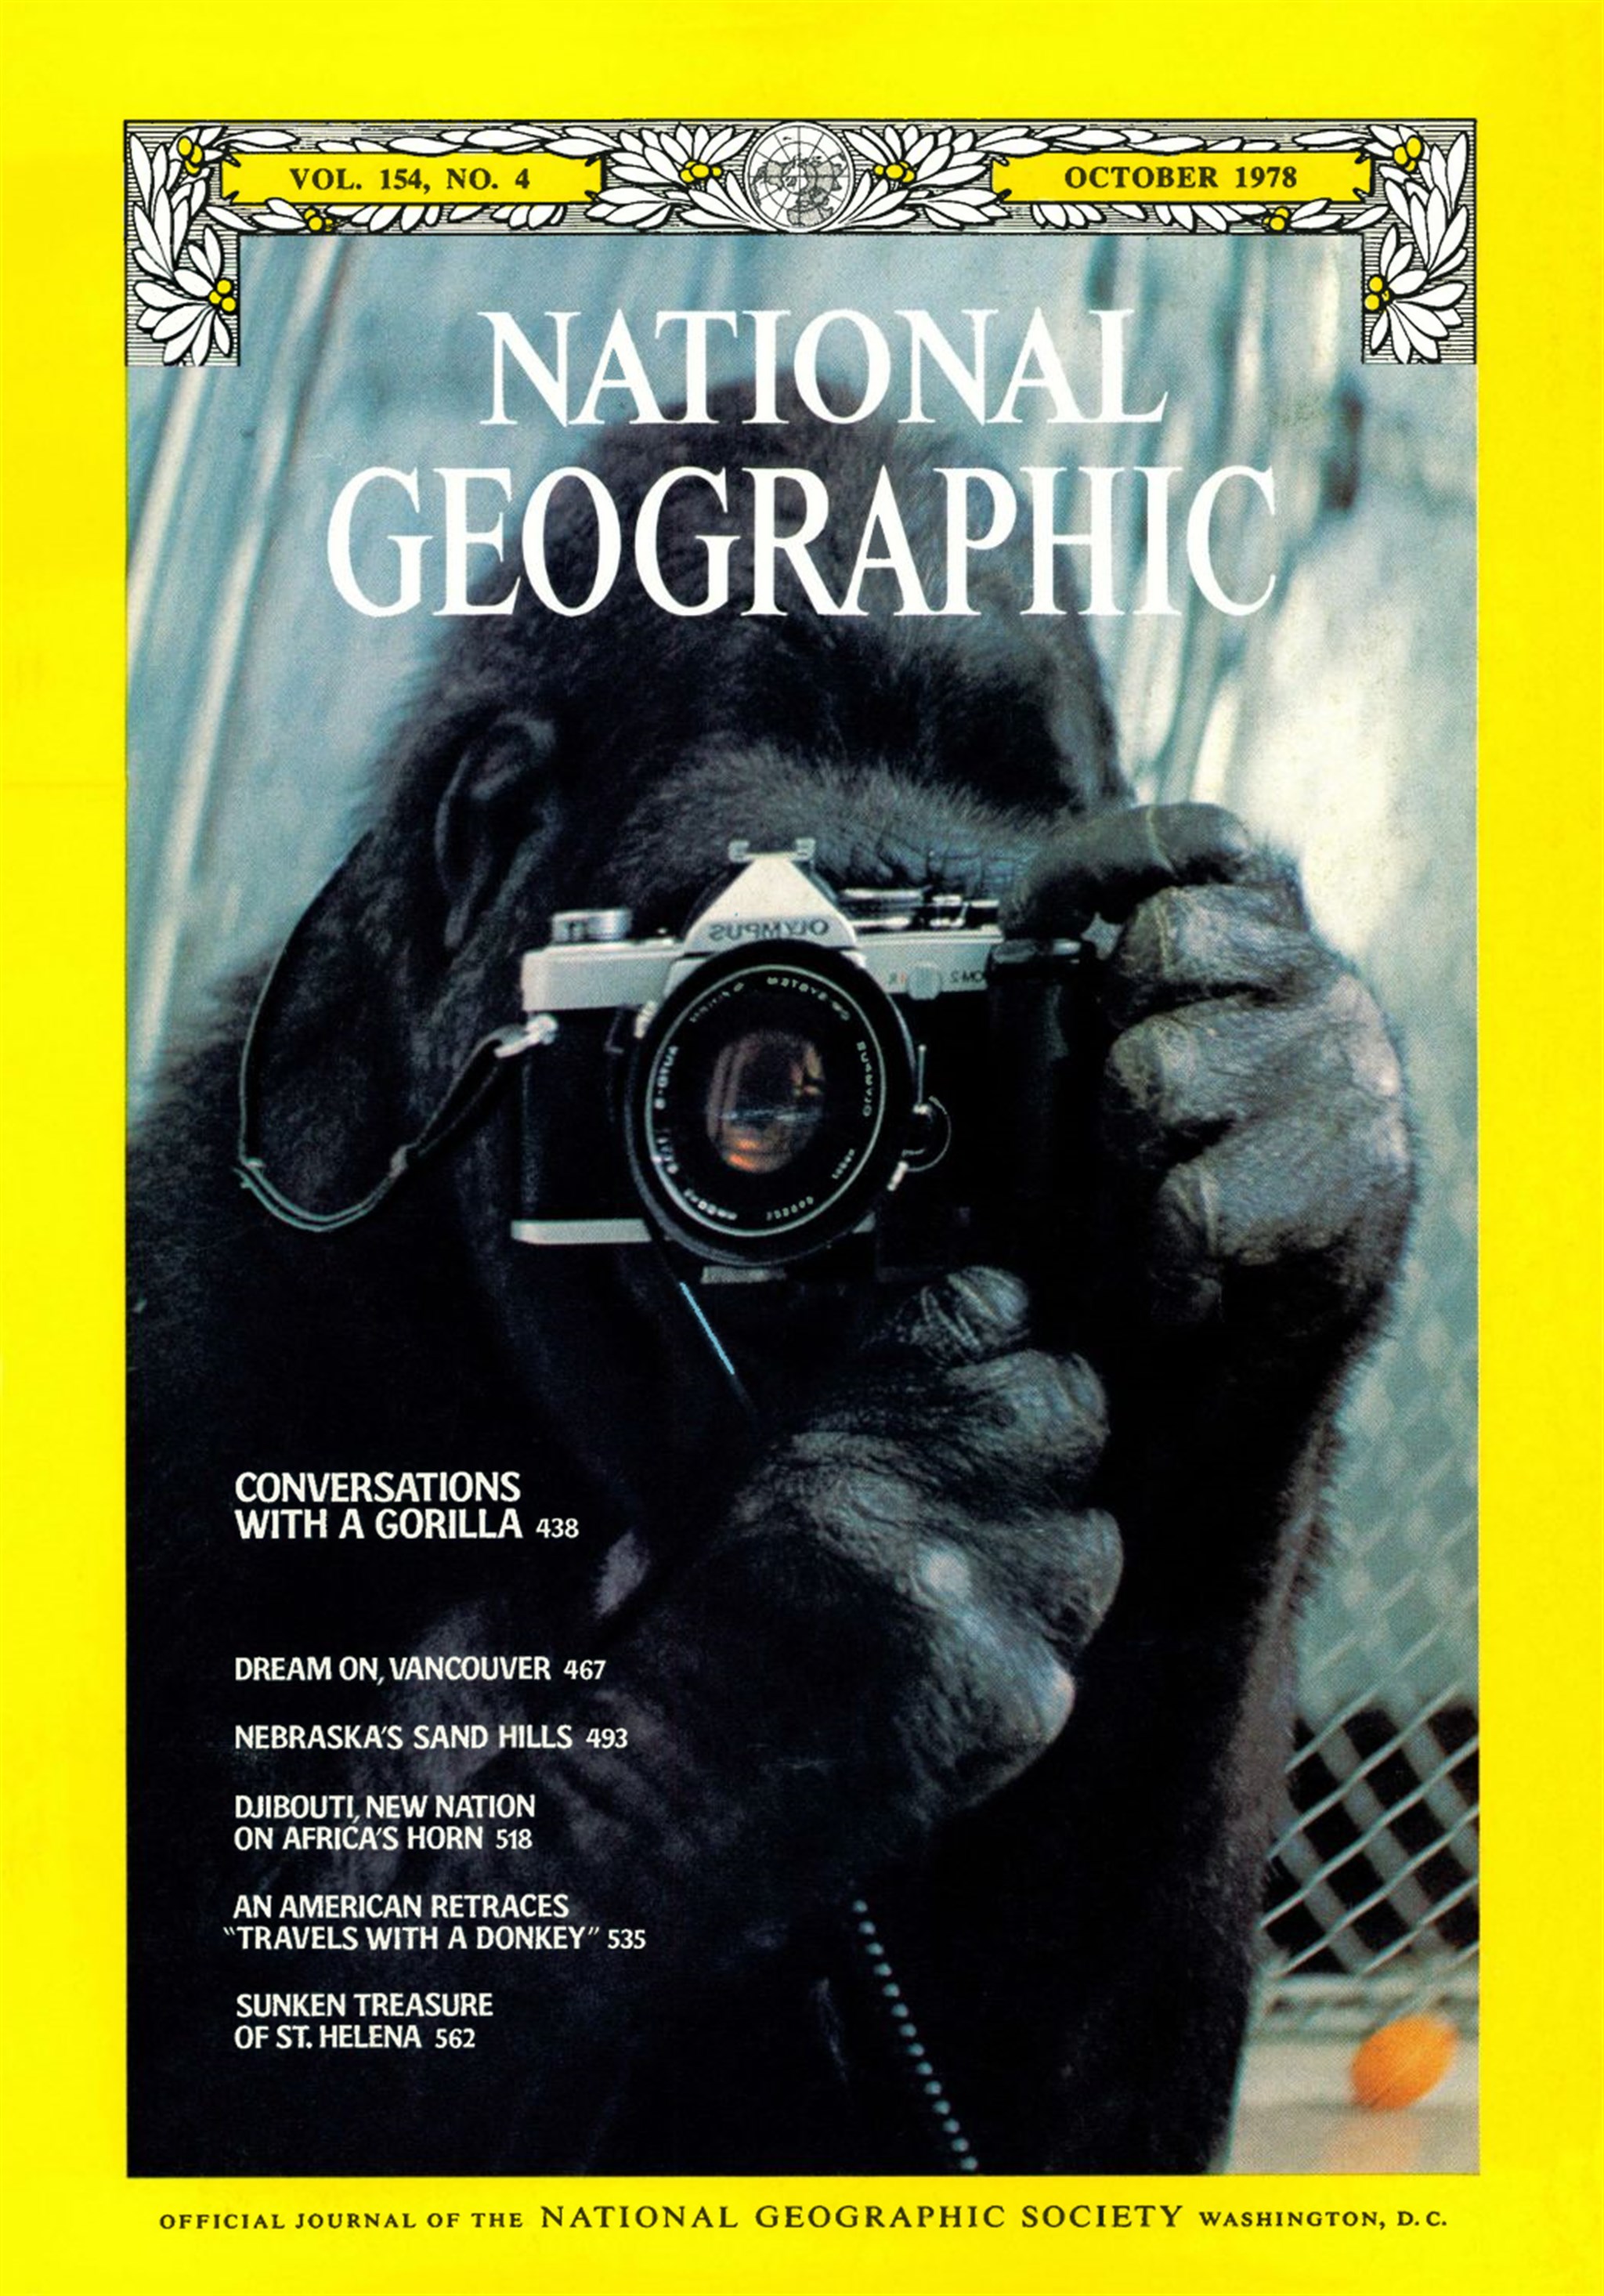 VOL. 154, NO. 4
OCTOBER 1978
NATIONAL
GEOGRAPHIC
OLYMPUS
CONVERSATIONS
WITH A GORILLA 438
DREAM ON, VANCOUVER 467
NEBRASKA'S SAND HILLS 493
DJIBOUTI, NEW NATION
ON AFRICA'S HORN 518
AN AMERICAN RETRACES
"TRAVELS WITH A DONKEY" 535
SUNKEN TREASURE
OF ST. HELENA 562
OFFICIAL JOURNAL OF THE NATIONAL GEOGRAPHIC SOCIETY WASHINGTON, D.C.